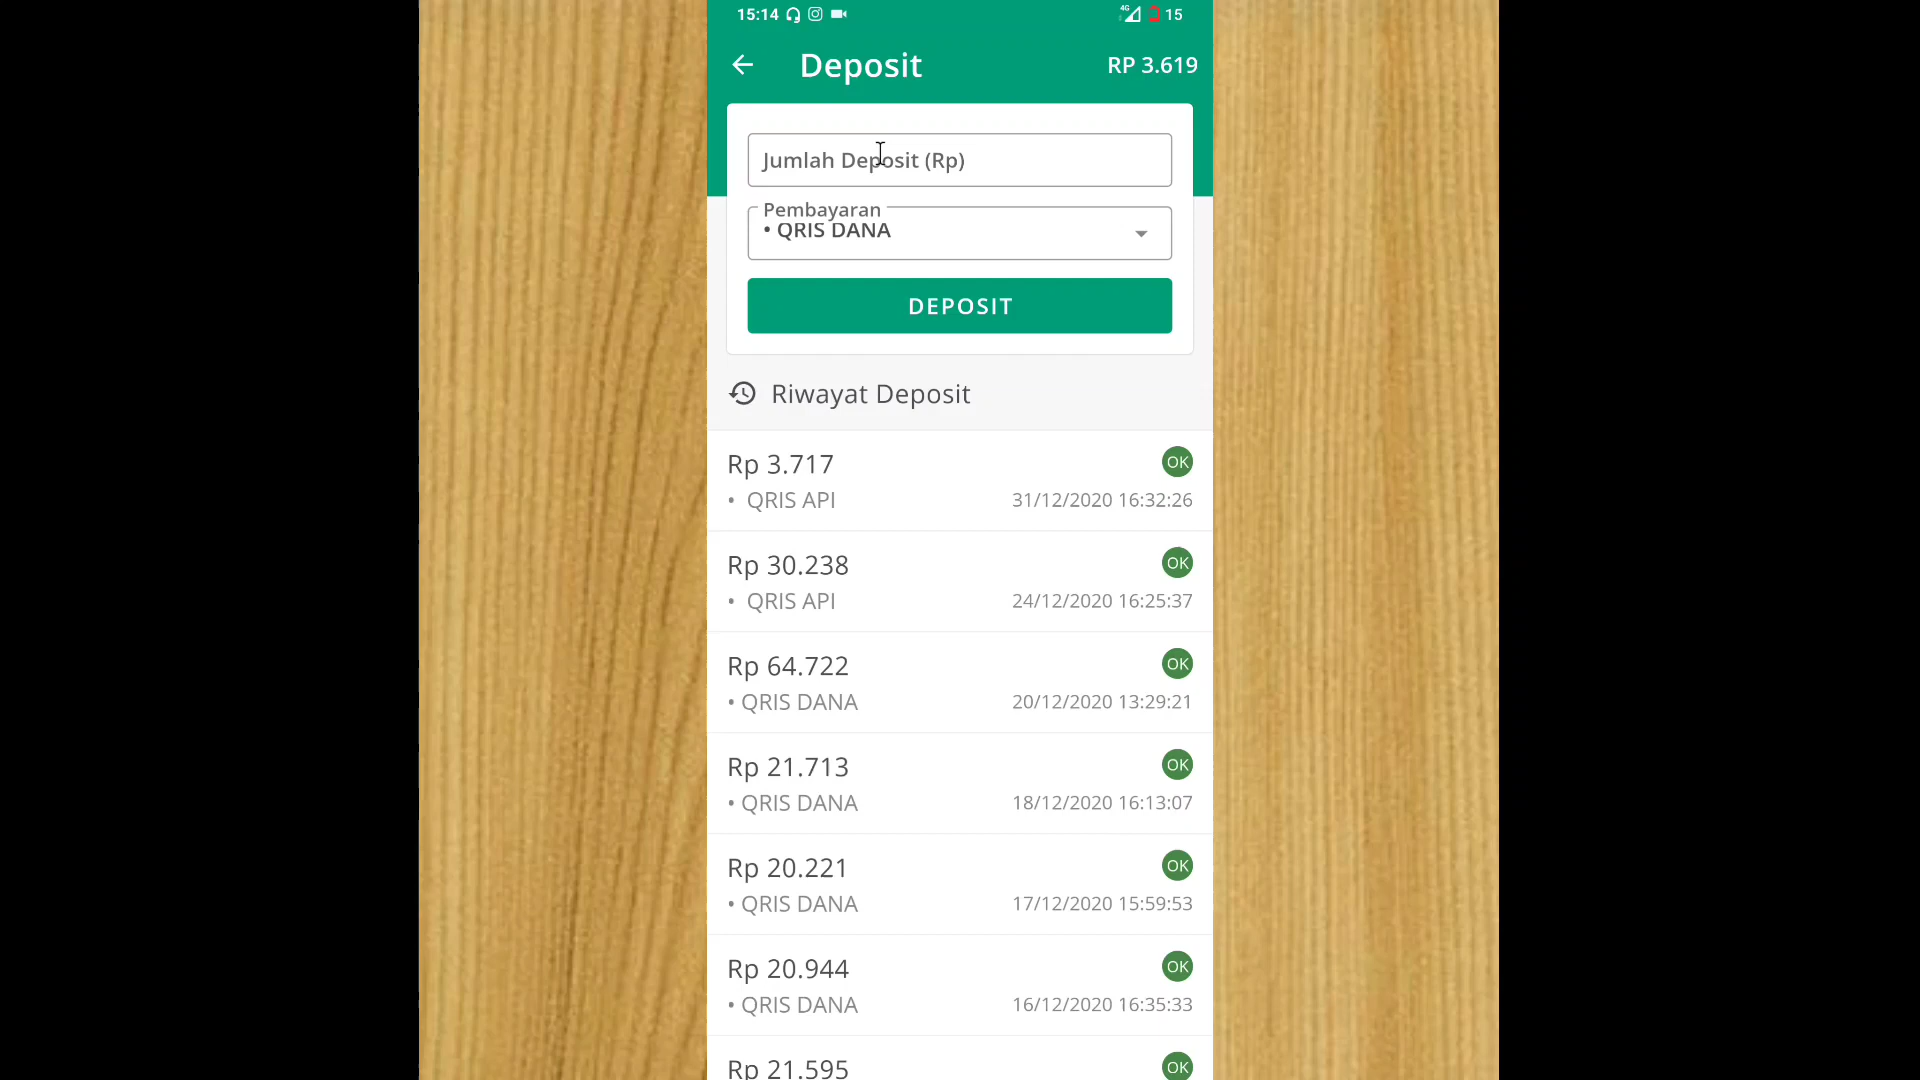 15:14
4G
15
Deposit
RP 3.619
Jumlah Deposit (Rp)
Pembayaran
• QRIS DANA
DEPOSIT
Riwayat Deposit
Rp 3.717
OK
• QRIS API
31/12/2020 16:32:26
Rp 30.238
OK
• QRIS API
24/12/2020 16:25:37
Rp 64.722
OK
• QRIS DANA
20/12/2020 13:29:21
Rp 21.713
OK
• QRIS DANA
18/12/2020 16:13:07
Rp 20.221
OK
• QRIS DANA
17/12/2020 15:59:53
Rp 20.944
OK
• QRIS DANA
16/12/2020 16:35:33
Rp 21.595
OK